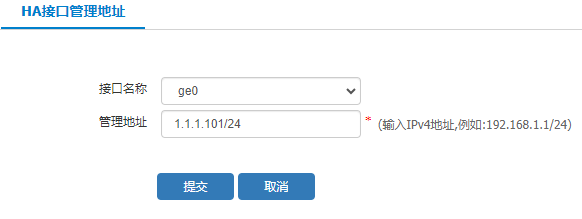 HA接口管理地址
接口名称 ge0
管理地址 1.1.1.101/24 * (输入IPv4地址,例如:192.168.1.1/24)
提交 取消